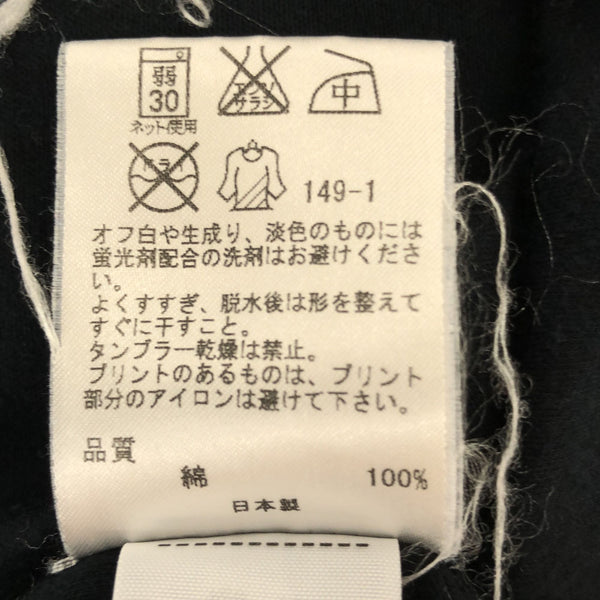 弱
30
ネット使用
エンソ
サラシ
中
ドライ
149-1
オフ白や生成り、淡色のものには
蛍光剤配合の洗剤はお避けくださ
い。
よくすすぎ、脱水後は形を整えて
すぐに干すこと。
タンブラー乾燥は禁止。
プリントのあるものは、プリント
部分のアイロンは避けて下さい。
品質
綿 100%
日本製